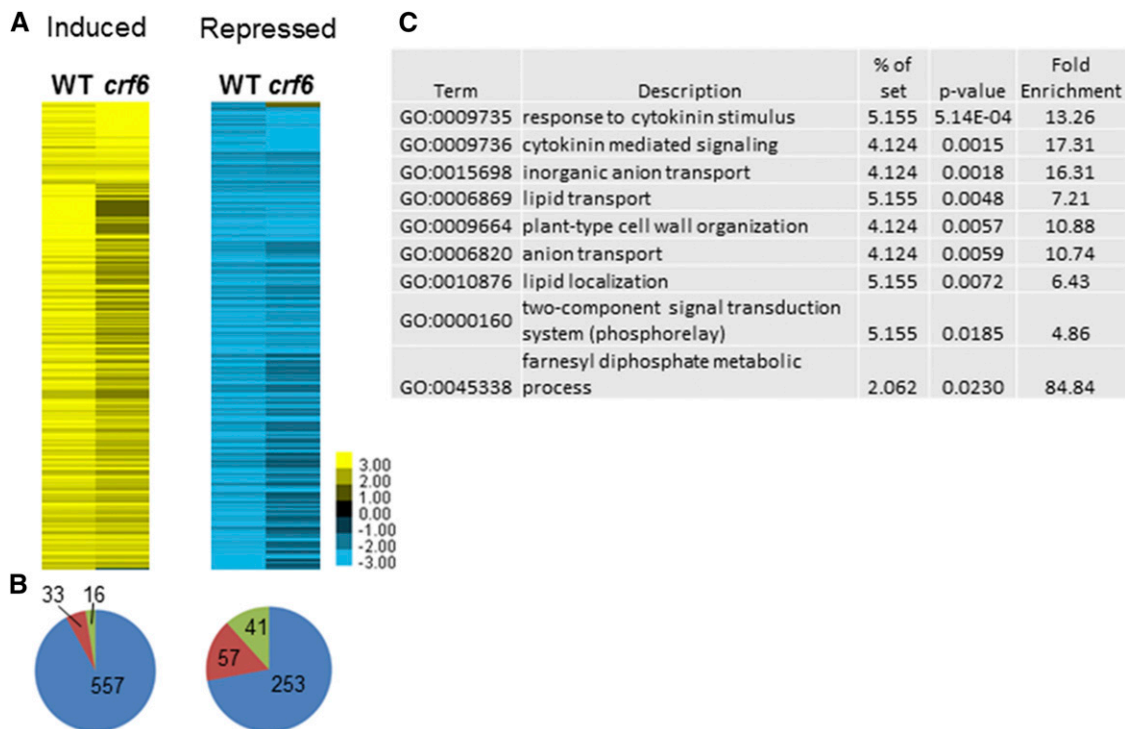 A
Induced
Repressed
WT crf6
WT crf6
3.00
2.00
1.00
0.00
-1.00
-2.00
-3.00
B
33
16
557
41
57
253
C
Term Description % of set p-value Fold Enrichment
GO:0009735 response to cytokinin stimulus 5.155 5.14E-04 13.26
GO:0009736 cytokinin mediated signaling 4.124 0.0015 17.31
GO:0015698 inorganic anion transport 4.124 0.0018 16.31
GO:0006869 lipid transport 5.155 0.0048 7.21
GO:0009664 plant-type cell wall organization 4.124 0.0057 10.88
GO:0006820 anion transport 4.124 0.0059 10.74
GO:0010876 lipid localization 5.155 0.0072 6.43
GO:0000160 two-component signal transduction system (phosphorelay) 5.155 0.0185 4.86
GO:0045338 farnesyl diphosphate metabolic process 2.062 0.0230 84.84